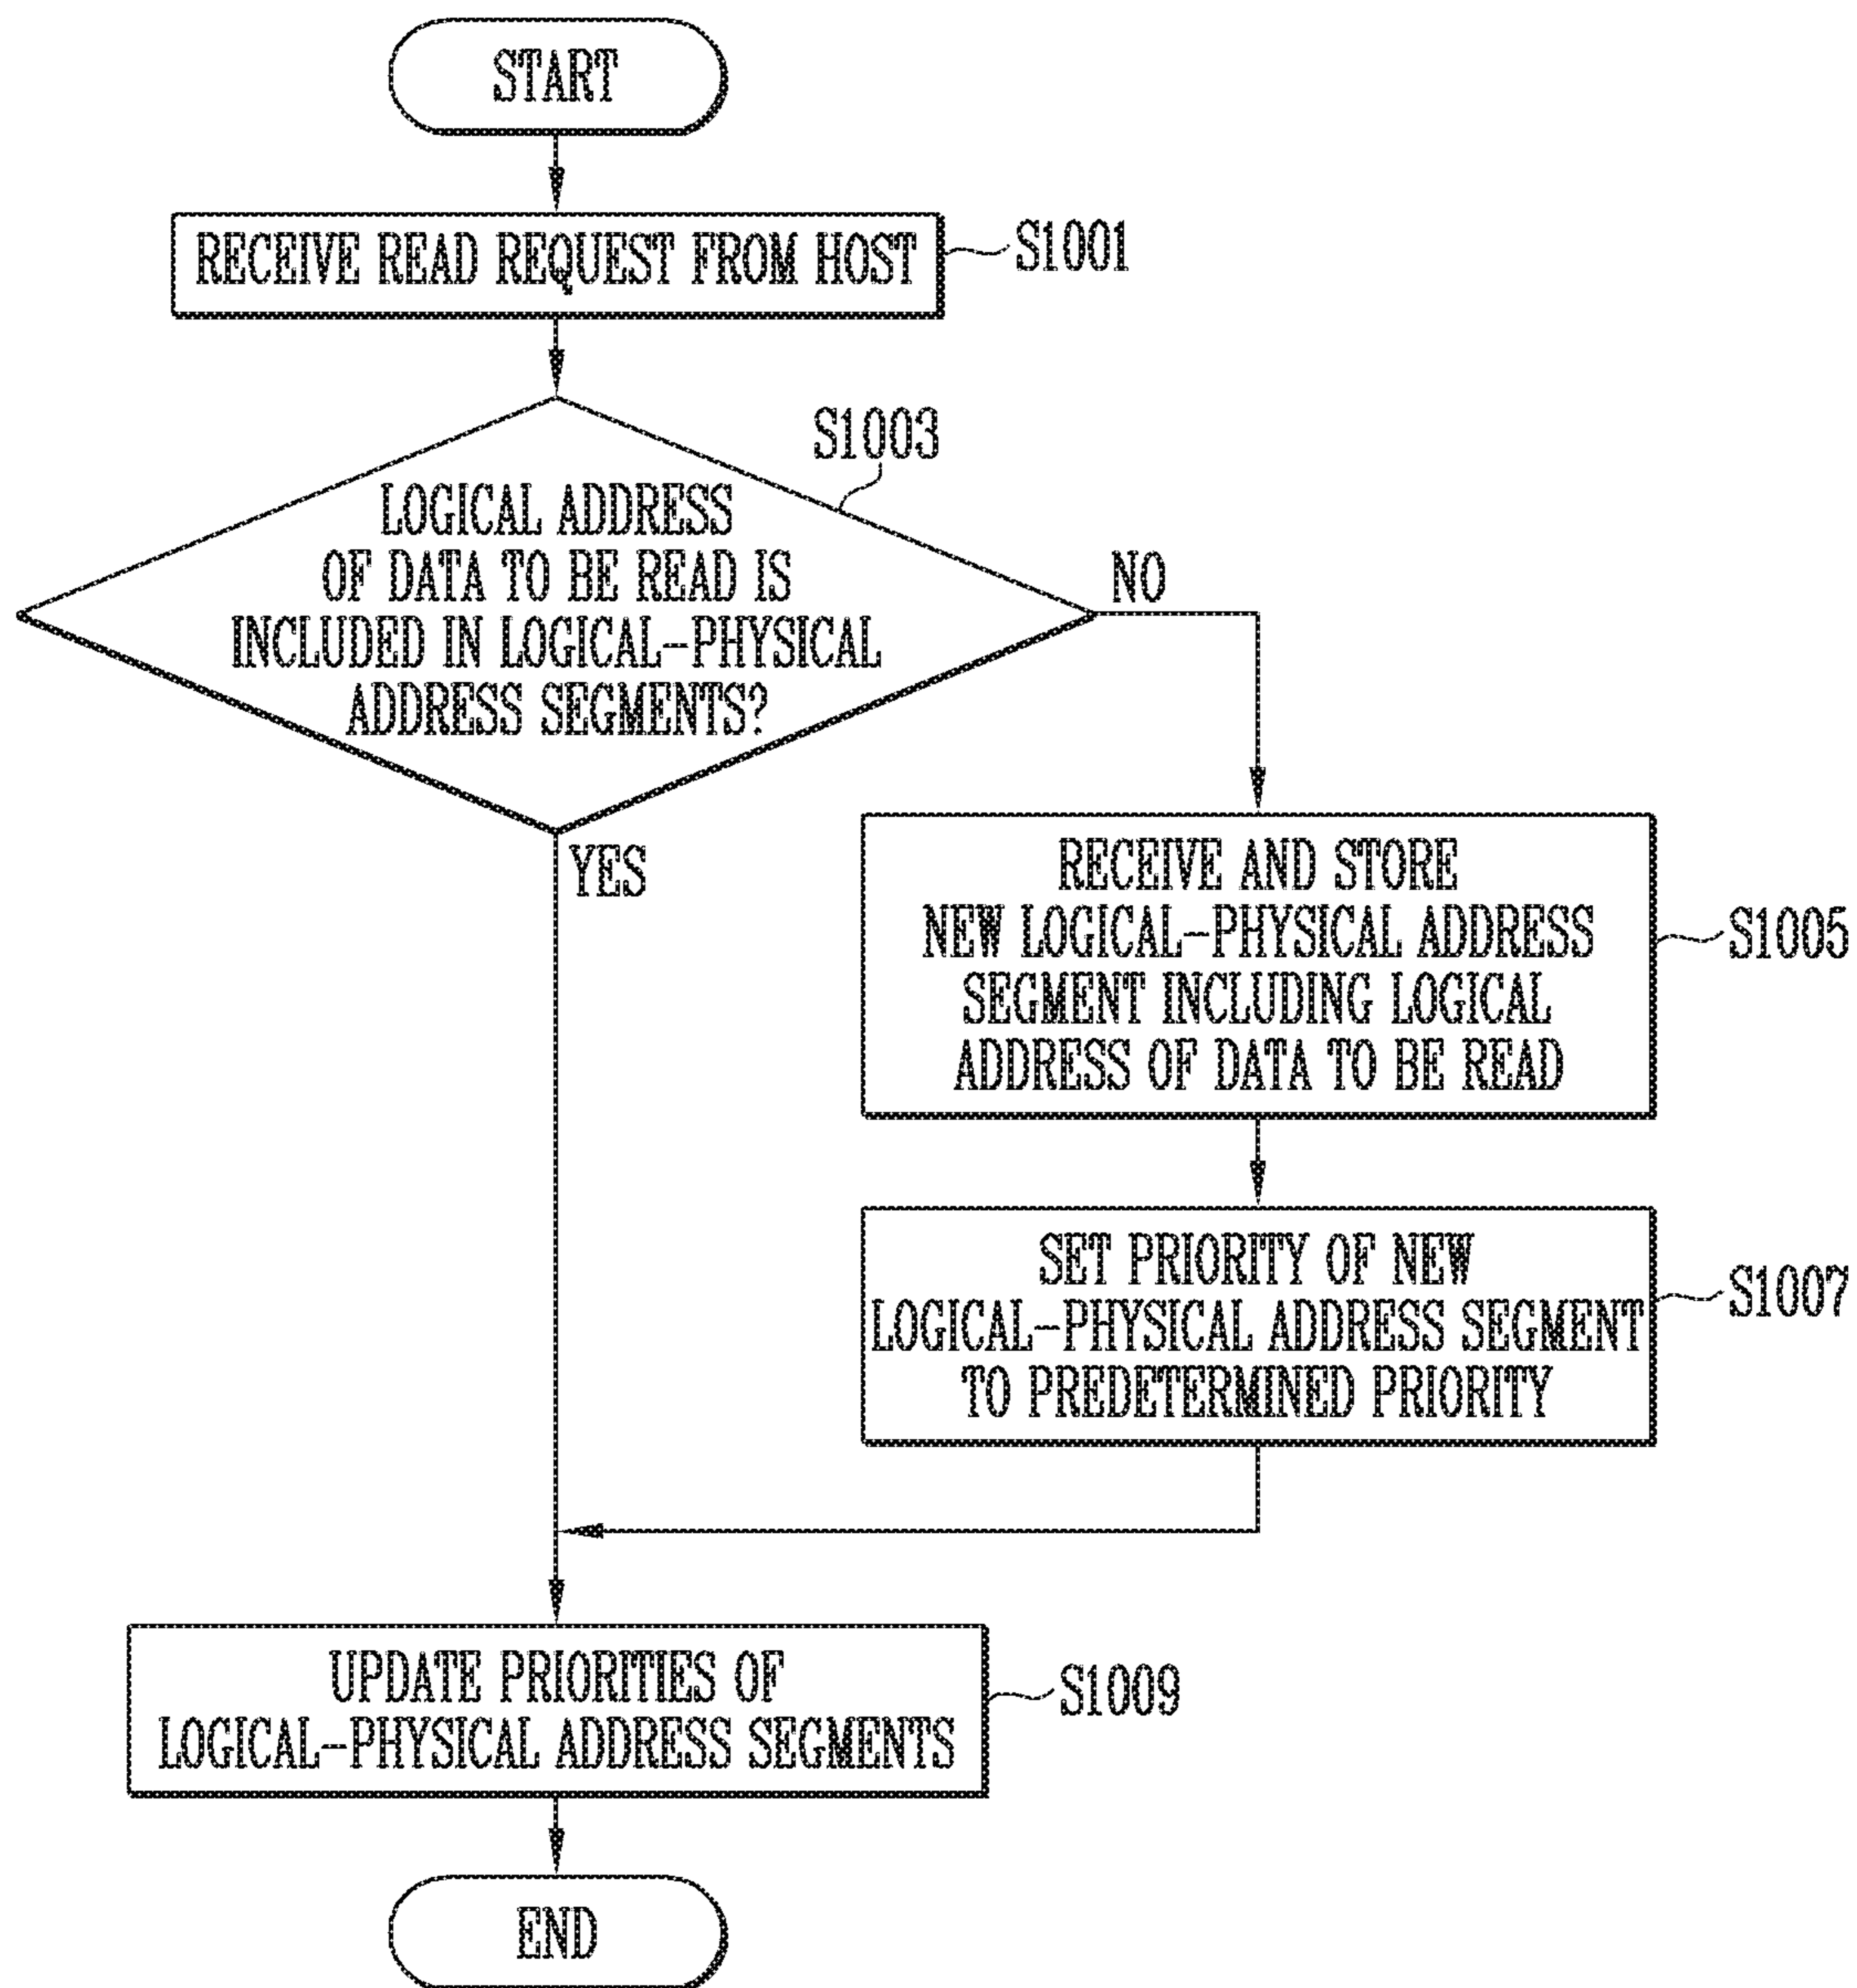 START
RECEIVE READ REQUEST FROM HOST
S1001
S1003
LOGICAL ADDRESS
OF DATA TO BE READ IS
INCLUDED IN LOGICAL-PHYSICAL
ADDRESS SEGMENTS?
NO
YES
RECEIVE AND STORE
NEW LOGICAL-PHYSICAL ADDRESS
SEGMENT INCLUDING LOGICAL
ADDRESS OF DATA TO BE READ
S1005
SET PRIORITY OF NEW
LOGICAL-PHYSICAL ADDRESS SEGMENT
TO PREDETERMINED PRIORITY
S1007
UPDATE PRIORITIES OF
LOGICAL-PHYSICAL ADDRESS SEGMENTS
S1009
END